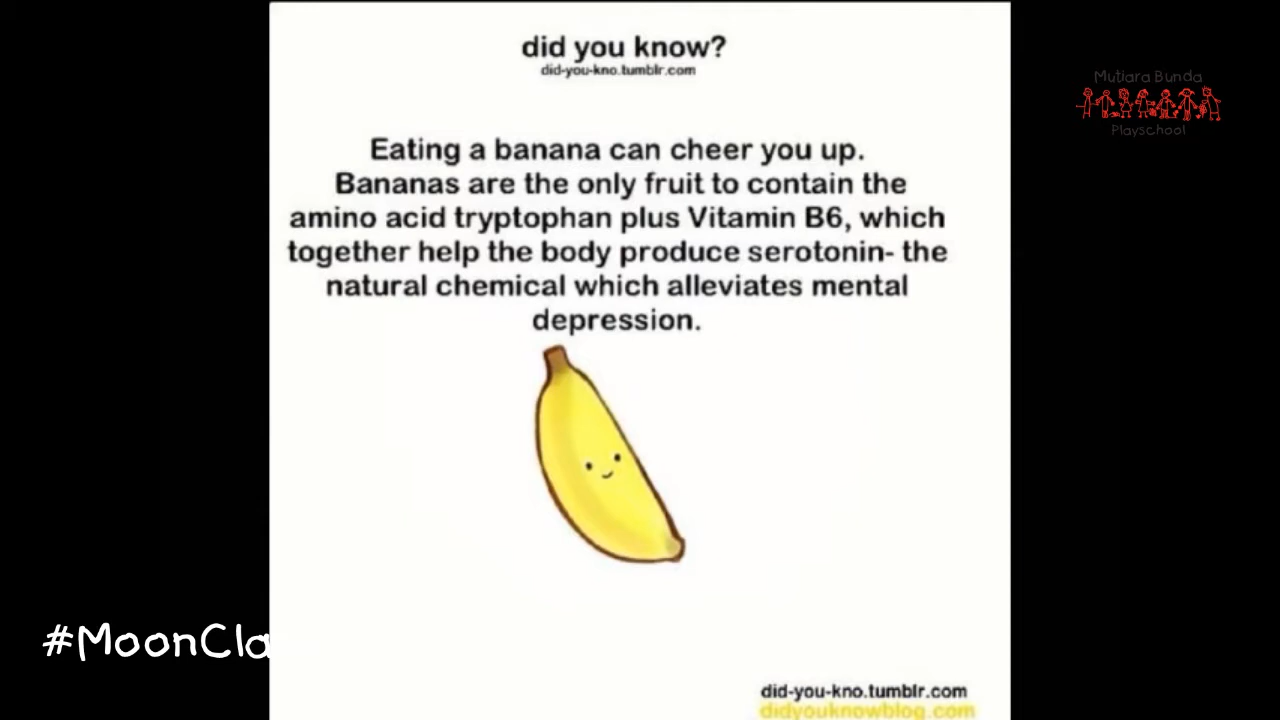 did you know?
did-you-kno.tumblr.com
Mutiara Bunda
Playschool
Eating a banana can cheer you up.
Bananas are the only fruit to contain the
amino acid tryptophan plus Vitamin B6, which
together help the body produce serotonin- the
natural chemical which alleviates mental
depression.
#MoonCla
did-you-kno.tumblr.com
didyouknowblog.com